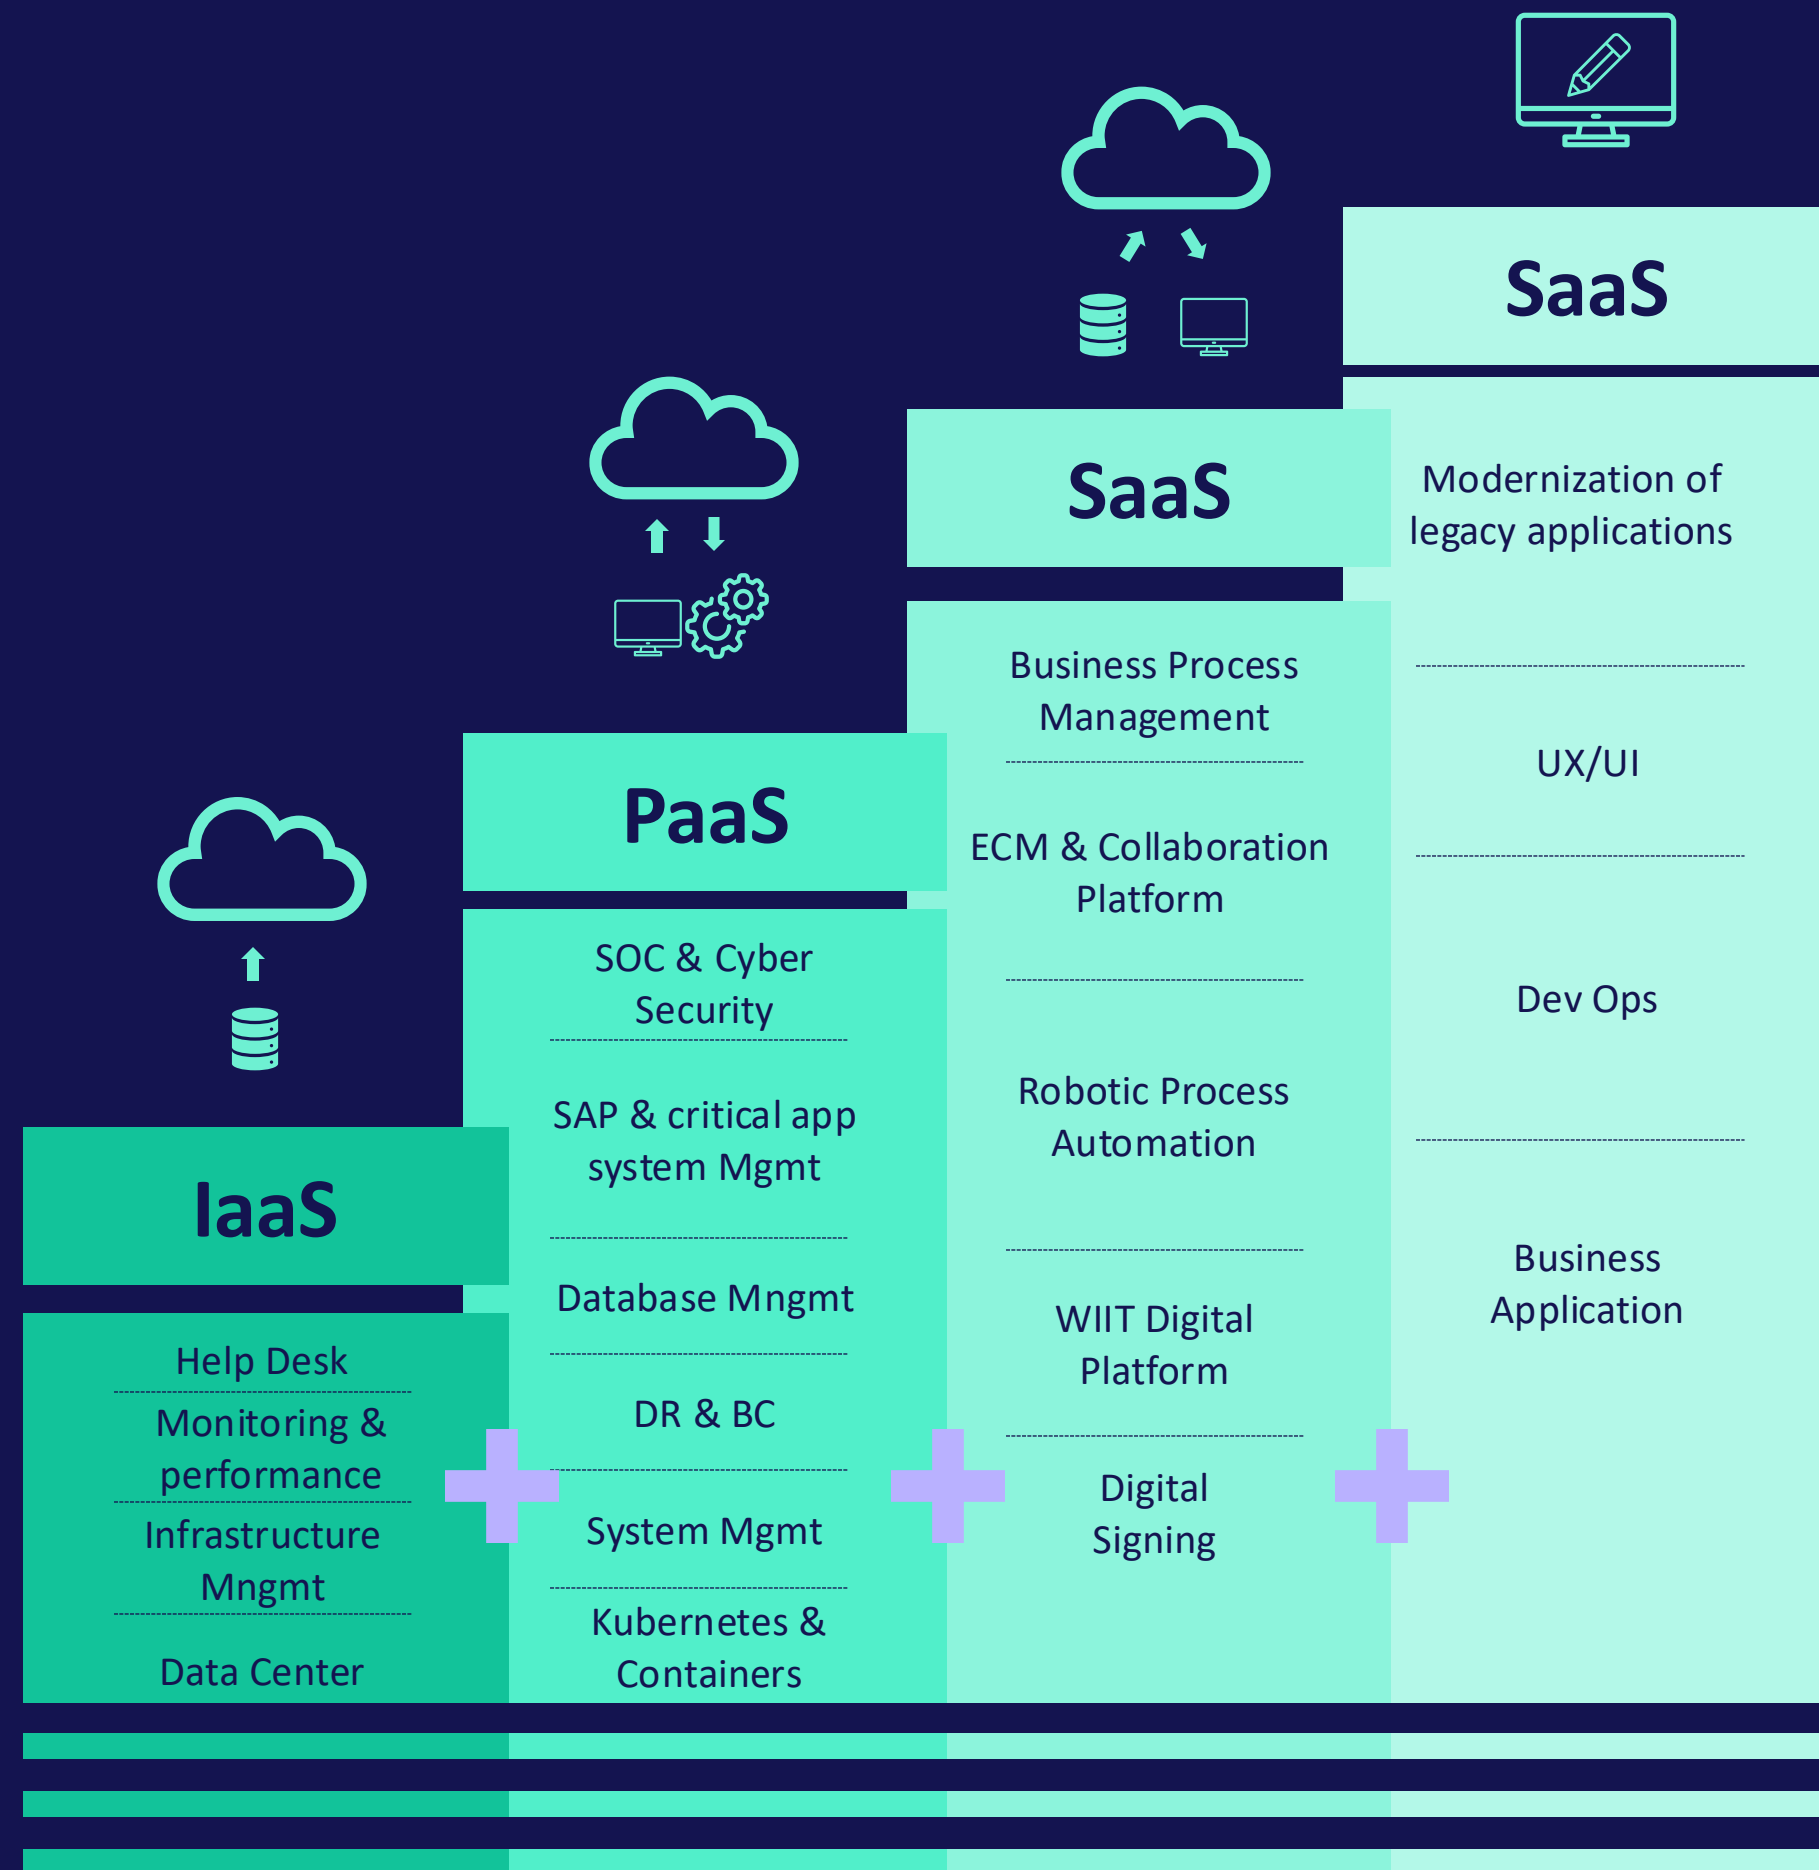 IaaS
Help Desk
Monitoring &
performance
Infrastructure
Mngmt
Data Center
PaaS
SOC & Cyber
Security
SAP & critical app
system Mgmt
Database Mngmt
DR & BC
System Mgmt
Kubernetes &
Containers
SaaS
Business Process
Management
ECM & Collaboration
Platform
Robotic Process
Automation
WIIT Digital
Platform
Digital
Signing
SaaS
Modernization of
legacy applications
UX/UI
Dev Ops
Business
Application